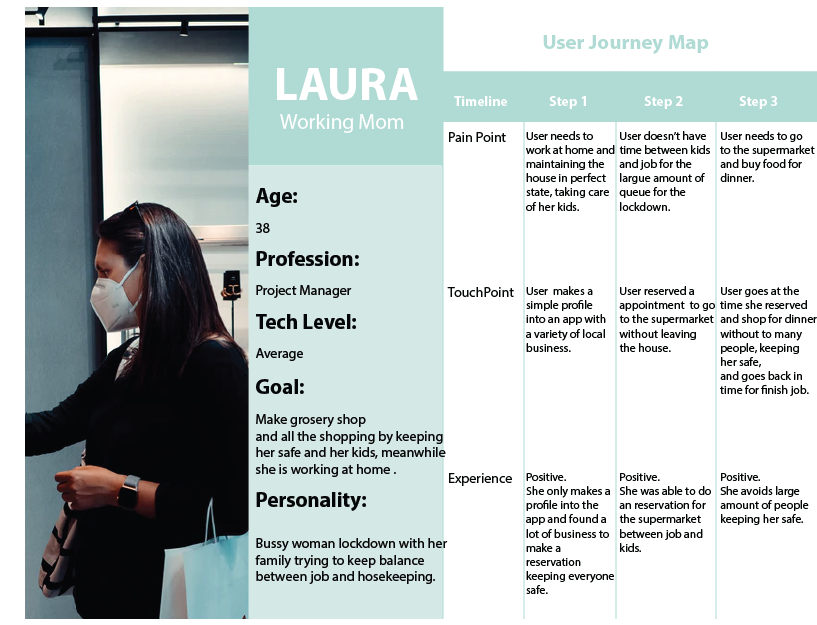 LAURA
Working Mom
Age:
38
Profession:
Project Manager
Tech Level:
Average
Goal:
Make grosery shop
and all the shopping by keeping
her safe and her kids, meanwhile
she is working at home .
Personality:
Bussy woman lockdown with her
family trying to keep balance
between job and hosekeeping.
User Journey Map
Timeline
Step 1
Step 2
Step 3
Pain Point
User needs to
work at home and
maintaining the
house in perfect
state, taking care
of her kids.
User doesn't have
time between kids
and job for the
largue amount of
queue for the
lockdown.
User needs to go
to the supermarket
and buy food for
dinner.
TouchPoint
User makes a
simple profile
into an app with
a variety of local
business.
User reserved a
appointment to go
to the supermarket
without leaving
the house.
User goes at the
time she reserved
and shop for dinner
without to many
people, keeping
her safe,
and goes back in
time for finish job.
Experience
Positive.
She only makes a
profile into the
app and found a
lot of business to
make a
reservation
keeping everyone
safe.
Positive.
She was able to do
an reservation for
the supermarket
between job and
kids.
Positive.
She avoids large
amount of people
keeping her safe.